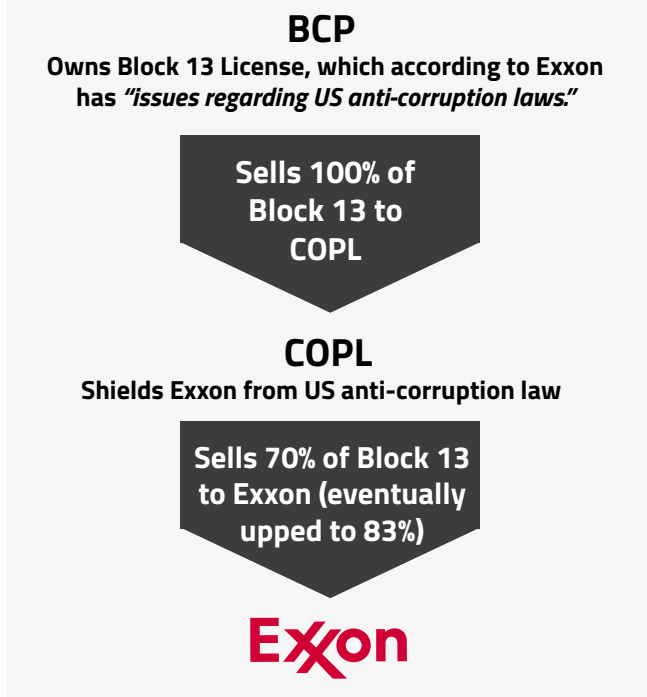 BCP
Owns Block 13 License, which according to Exxon
has “issues regarding US anti-corruption laws.”
Sells 100% of
Block 13 to
COPL
COPL
Shields Exxon from US anti-corruption law
Sells 70% of Block 13
to Exxon (eventually
upped to 83%)
Exxon